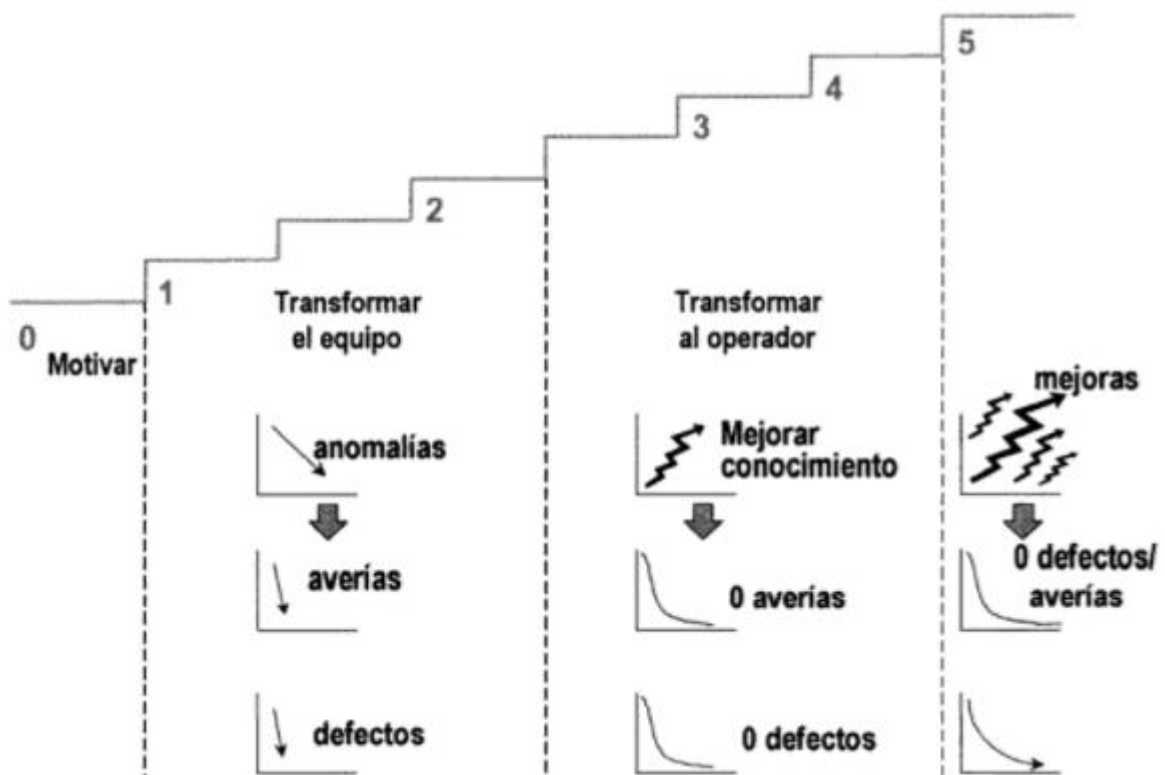 5
4
3
2
1
0
Motivar
Transformar
el equipo
Transformar
al operador
anomalías
Mejorar
conocimiento
mejoras
averías
0 averías
0 defectos/
averías
defectos
0 defectos